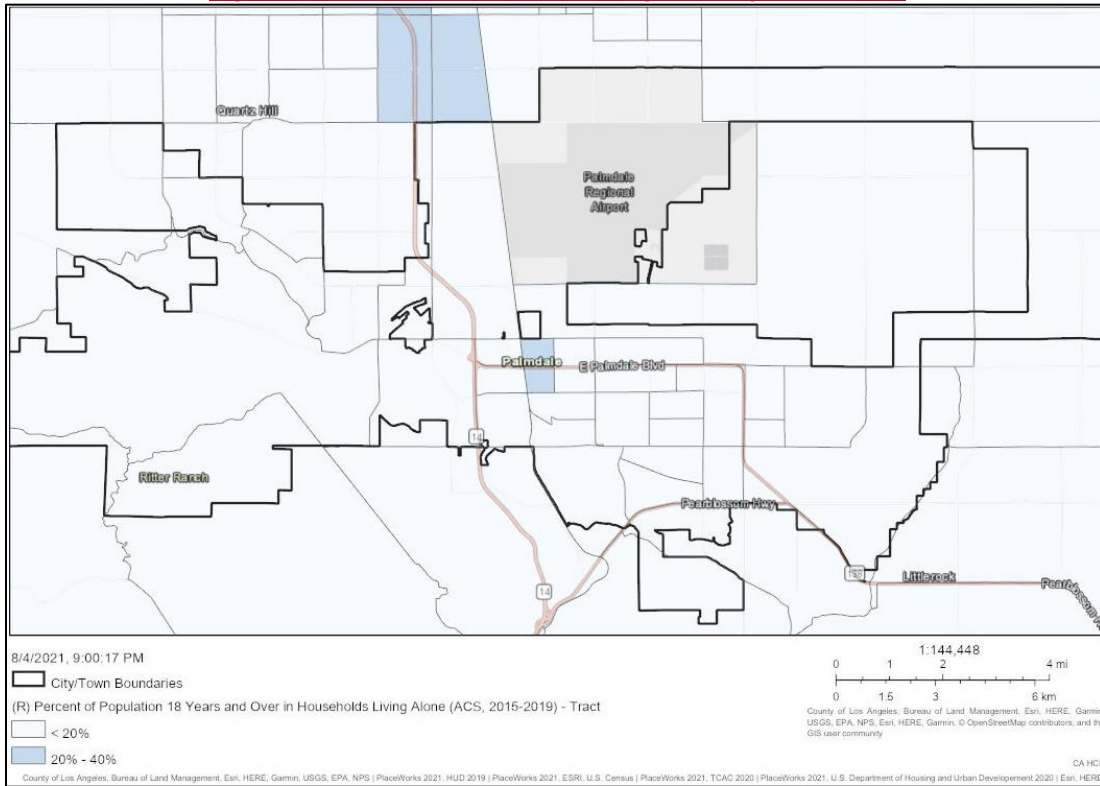 Quartz Hill
Palmdale
Regional
Airport
Palmdale
E Palmdale Blvd
14
Ritter Ranch
Pearblossom Hwy
14
Littlerock
8/4/2021, 9:00:17 PM
City/Town Boundaries
(R) Percent of Population 18 Years and Over in Households Living Alone (ACS, 2015-2019) - Tract
< 20%
20% - 40%
1:144,448
0 1 2 4 mi
0 1.5 3 6 km
County of Los Angeles, Bureau of Land Management, Esri, HERE, Garmin,
USGS, EPA, NPS, Esri, HERE, Garmin, © OpenStreetMap contributors, and the
GIS user community
CA HC
County of Los Angeles, Bureau of Land Management, Esri, HERE, Garmin, USGS, EPA, NPS | PlaceWorks 2021, HUD 2019 | PlaceWorks 2021, ESRI, U.S. Census | PlaceWorks 2021, TCAC 2020 | PlaceWorks 2021, U.S. Department of Housing and Urban Developement 2020 | Esri, HERE